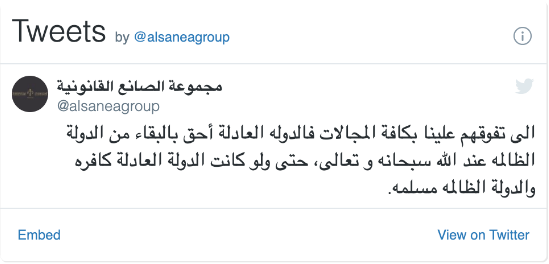 Tweets by @alsaneagroup
مجموعة الصانع القانونية
@alsaneagroup
الى تفوقهم علينا بكافة المجالات فالدوله العادلة أحق بالبقاء من الدولة
الظالمه عند الله سبحانه و تعالى، حتى ولو كانت الدولة العادلة كافره
والدولة الظالمه مسلمه.
Embed View on Twitter